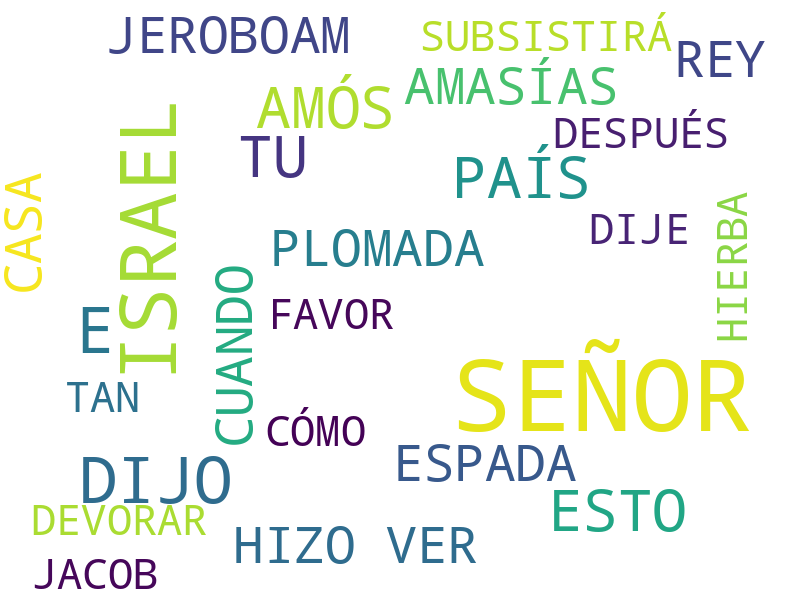 JEROBOAM
SUBSISTIRÁ
REY
AMASÍAS
AMÓS
DESPUÉS
TU
PAÍS
ISRAEL
CASA
DIJE
HIERBA
PLOMADA
CUANDO
FAVOR
E
SEÑOR
TAN
CÓMO
ESPADA
DIJO
ESTO
DEVORAR
HIZO VER
JACOB